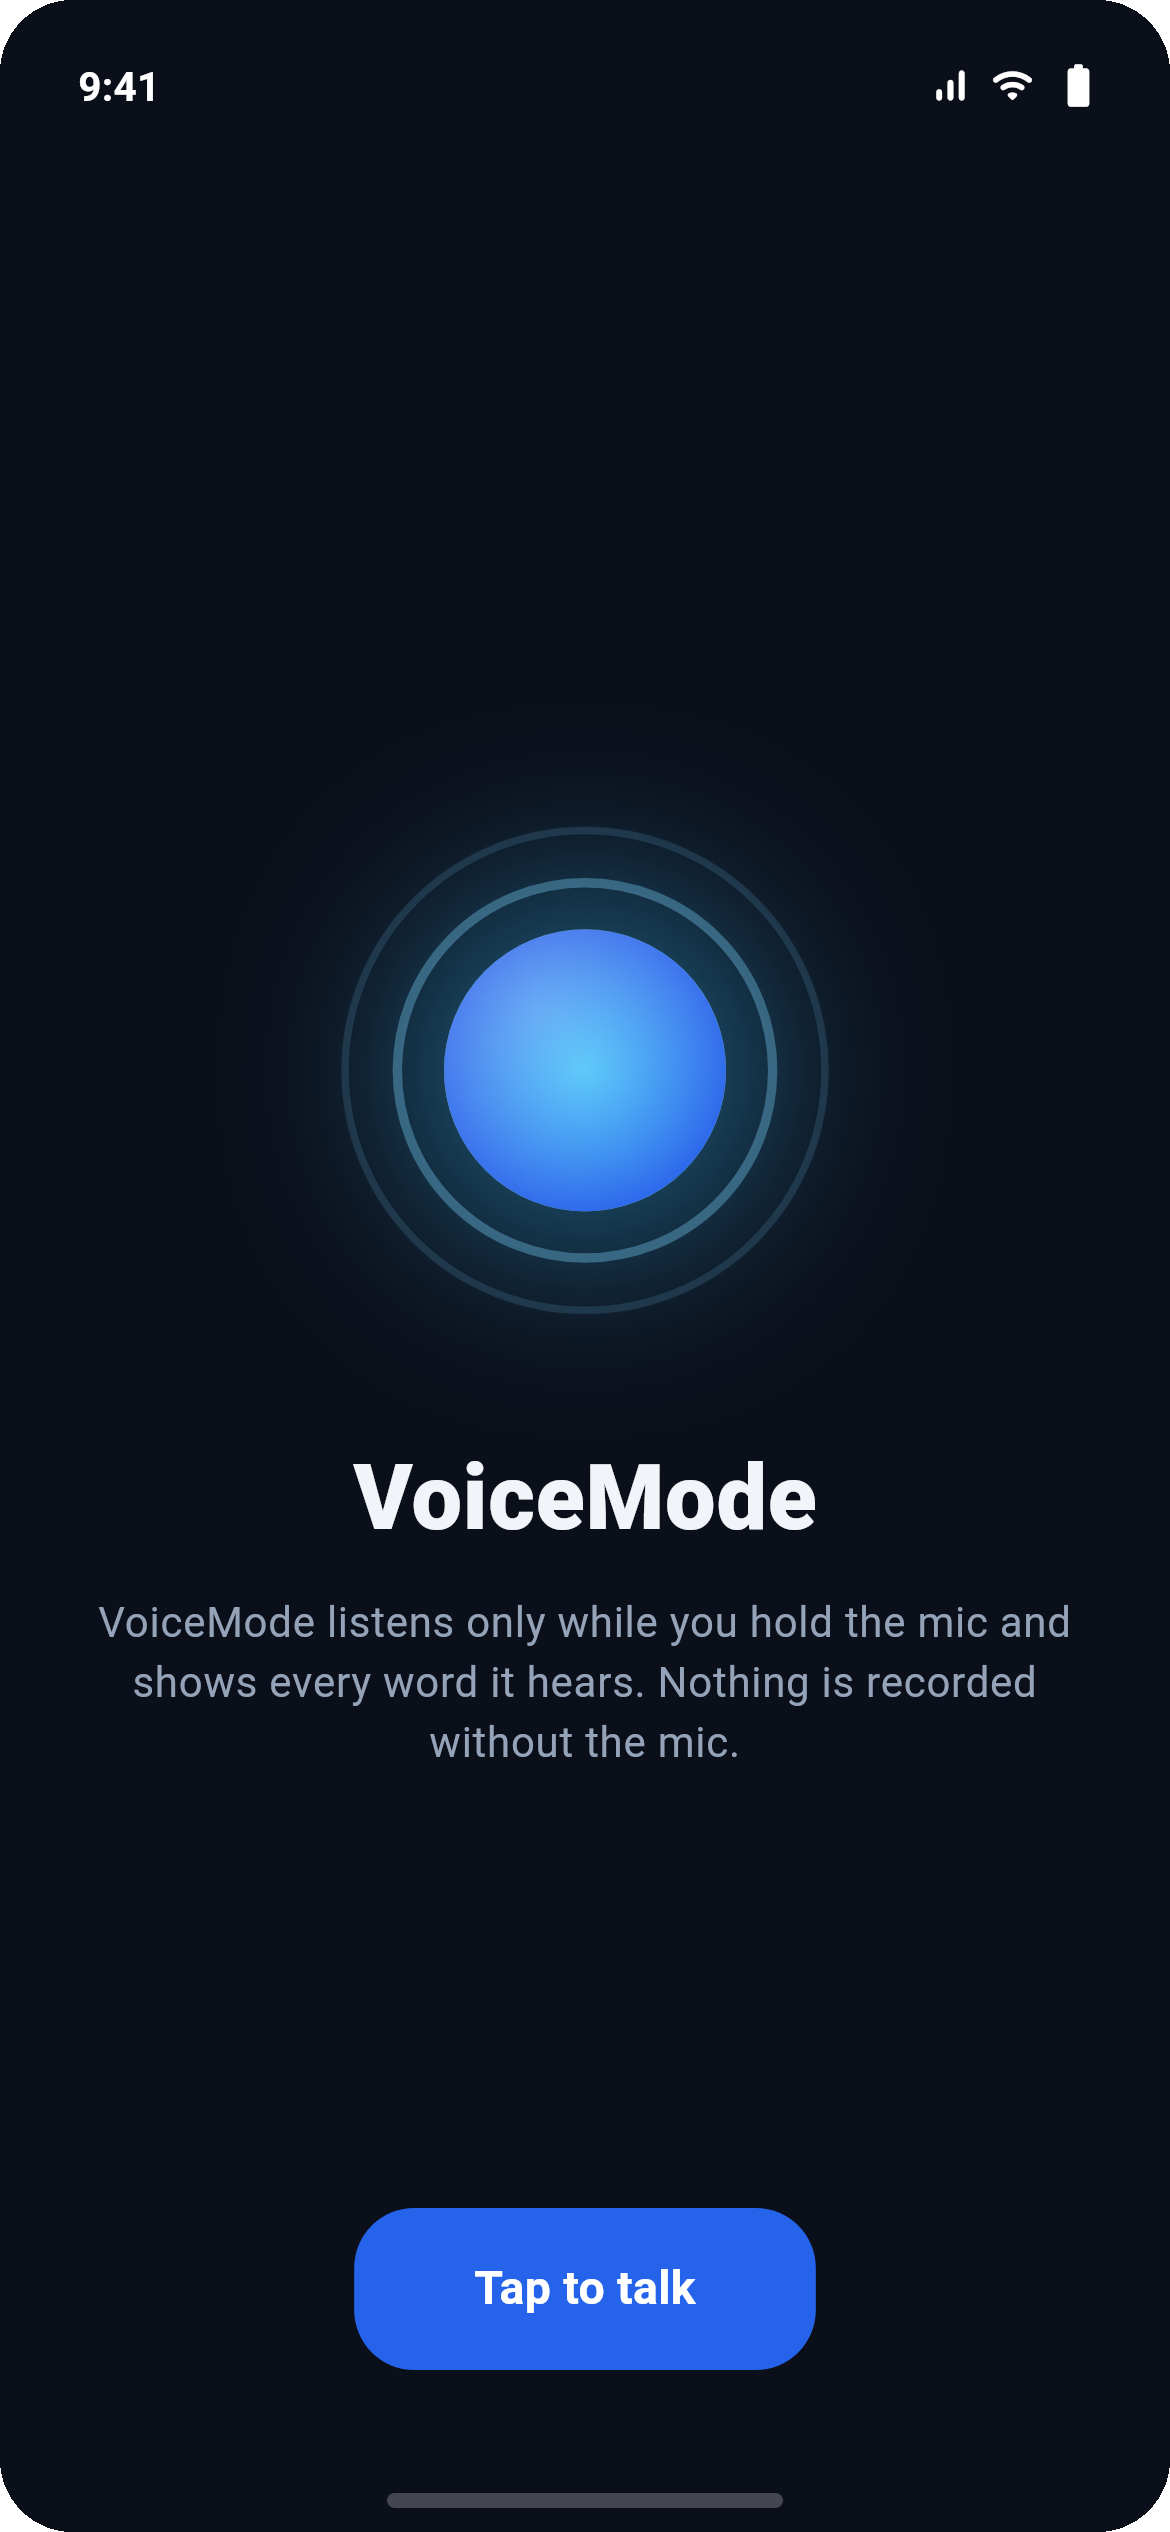 9:41
VoiceMode
VoiceMode listens only while you hold the mic and
shows every word it hears. Nothing is recorded
without the mic.
Tap to talk